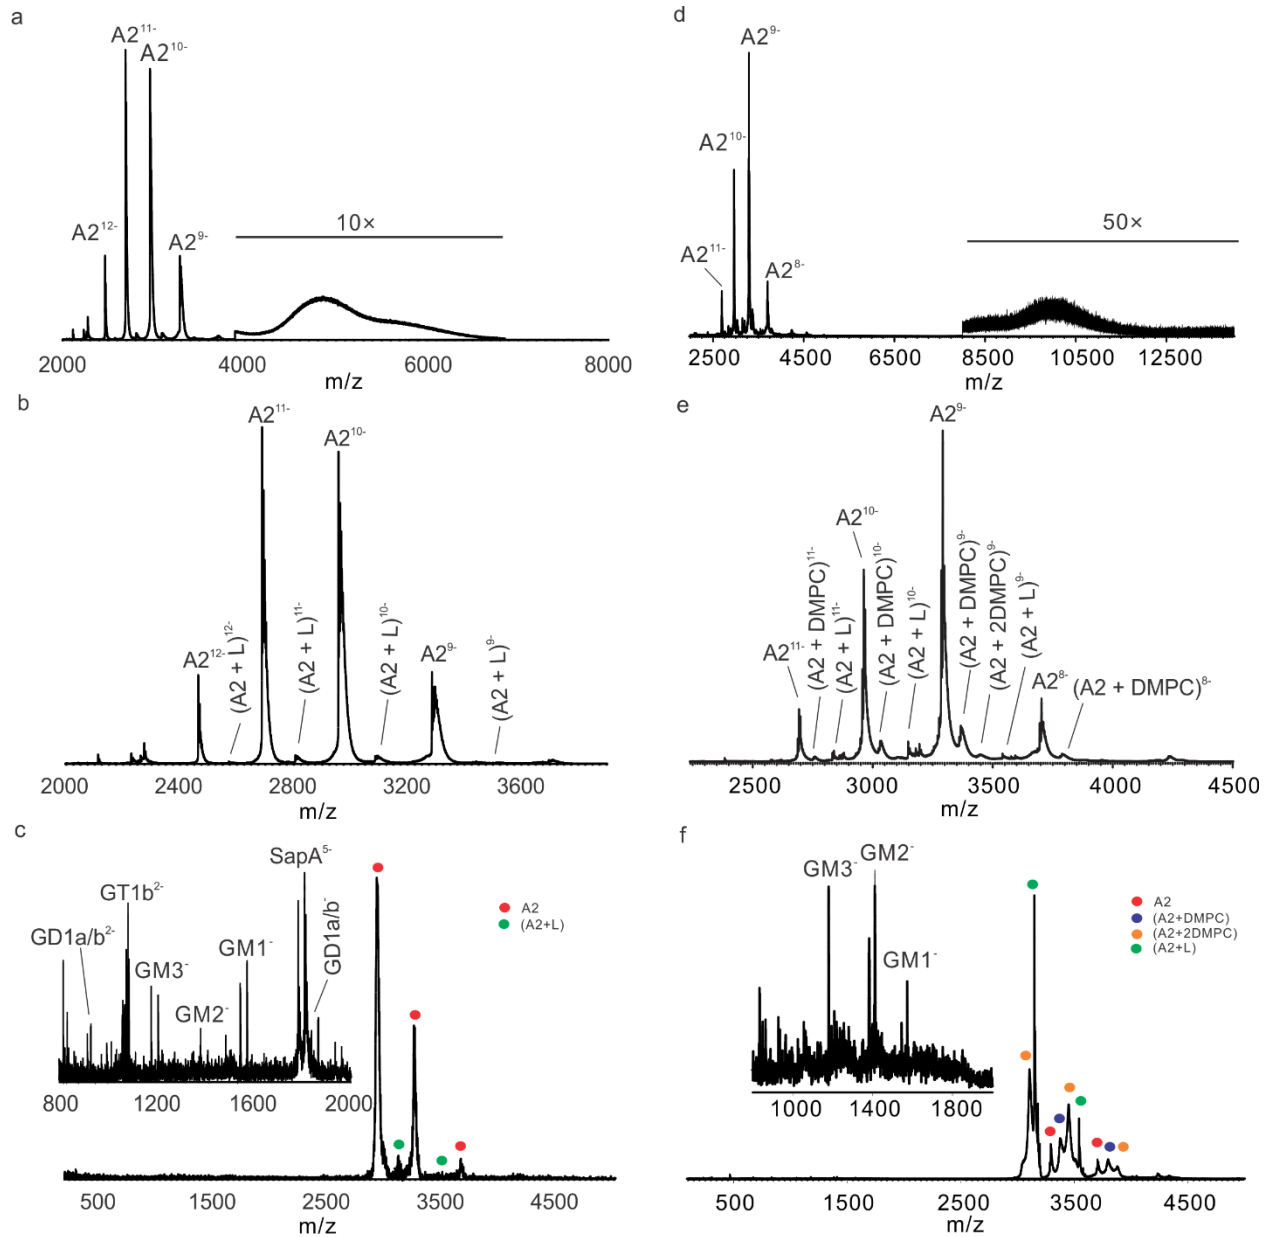 a
A2¹¹⁻
A2¹⁰⁻
A2¹²⁻
A2⁹⁻
10×
2000 4000 6000 8000
m/z
b
A2¹¹⁻
A2¹⁰⁻
A2¹²⁻
(A2 + L)¹²⁻
(A2 + L)¹¹⁻
(A2 + L)¹⁰⁻
A2⁹⁻
(A2 + L)⁹⁻
2000 2400 2800 3200 3600
m/z
c
SapA⁵⁻
GT1b²⁻
GD1a/b²⁻
GM3⁻
GM2⁻
GM1⁻
GD1a/b⁻
800 1200 1600 2000
A2
(A2+L)
500 1500 2500 3500 4500
m/z
d
A2⁹⁻
A2¹⁰⁻
A2¹¹⁻
A2⁸⁻
50×
2500 4500 6500 8500 10500 12500
m/z
e
A2⁹⁻
A2¹⁰⁻
A2¹¹⁻
(A2 + DMPC)¹¹⁻
(A2 + L)¹¹⁻
(A2 + DMPC)¹⁰⁻
(A2 + L)¹⁰⁻
(A2 + DMPC)⁹⁻
(A2 + 2DMPC)⁹⁻
(A2 + L)⁹⁻
A2⁸⁻
(A2 + DMPC)⁸⁻
2500 3000 3500 4000 4500
m/z
f
GM3⁻
GM2⁻
GM1⁻
1000 1400 1800
A2
(A2+DMPC)
(A2+2DMPC)
(A2+L)
500 1500 2500 3500 4500
m/z